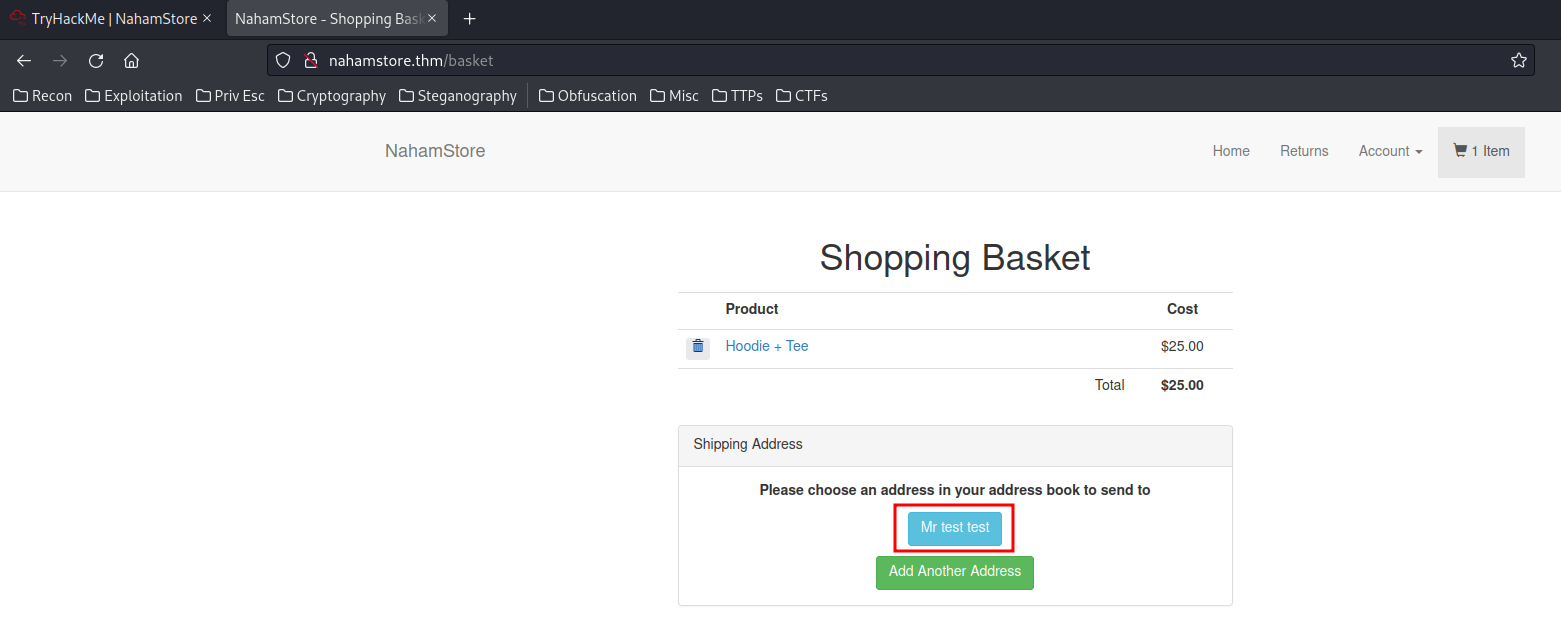 TryHackMe | NahamStore
NahamStore - Shopping Bask
nahamstore.thm/basket
Recon Exploitation Priv Esc Cryptography Steganography Obfuscation Misc TTPs CTFs
NahamStore Home Returns Account 1 Item
Shopping Basket
Product Cost
Hoodie + Tee $25.00
Total $25.00
Shipping Address
Please choose an address in your address book to send to
Mr test test
Add Another Address